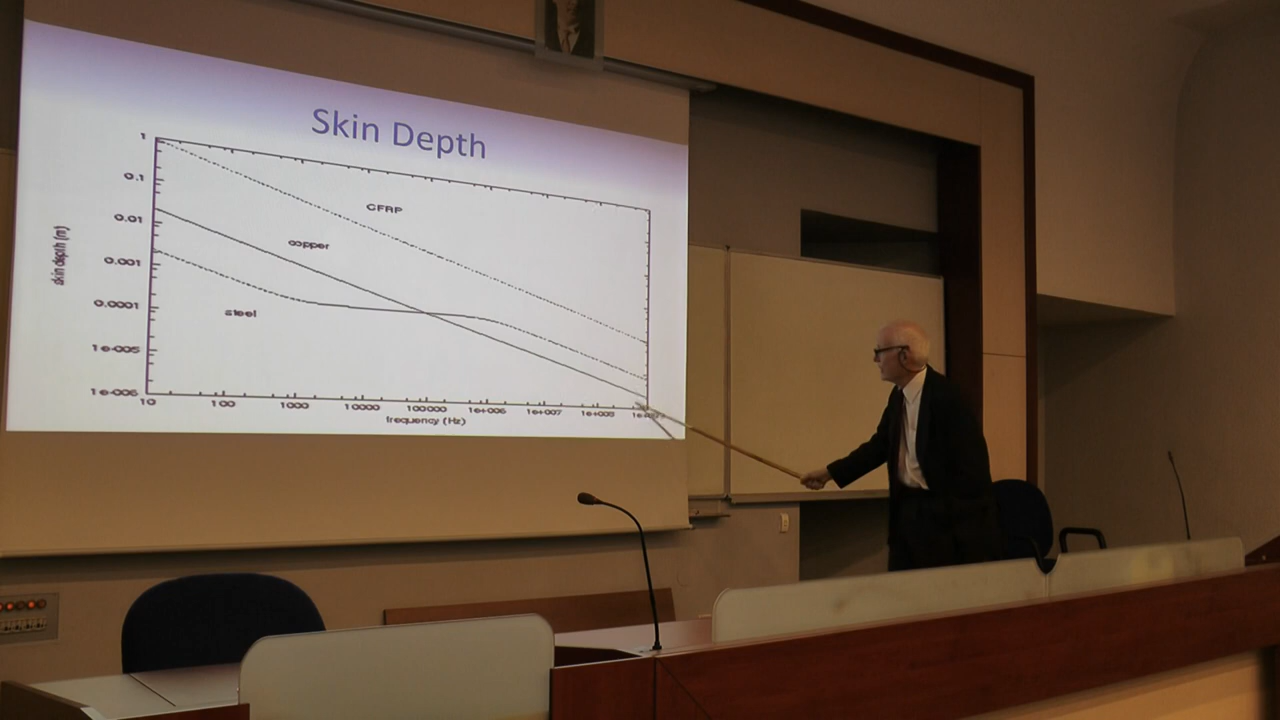 Skin Depth
1
0.1
0.01
0.001
0.0001
1e-005
1e-006
skin depth (m)
CFRP
copper
steel
10 100 1000 10000 100000 1e+006 1e+007 1e+008
frequency (Hz)